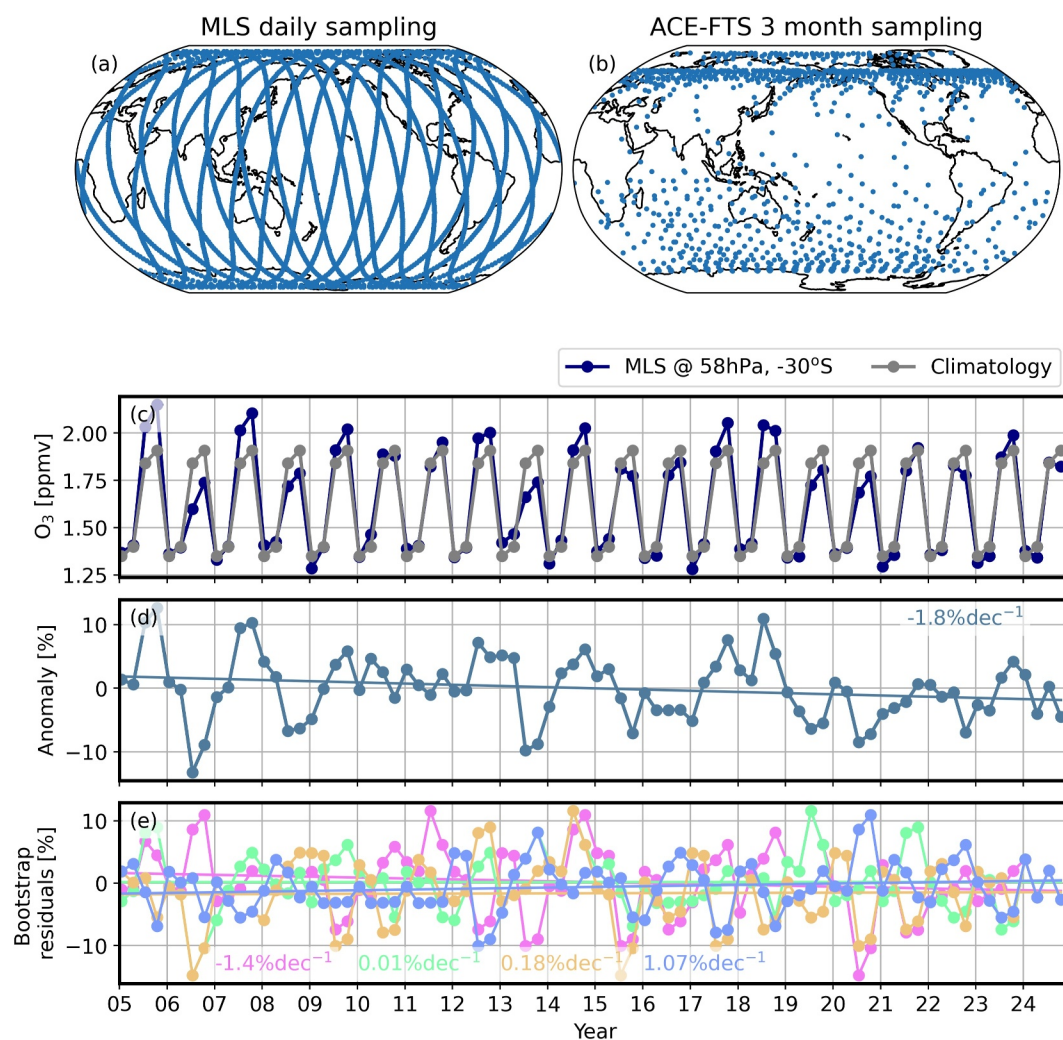 MLS daily sampling
ACE-FTS 3 month sampling
(a)
(b)
MLS @ 58hPa, -30°S
Climatology
(c)
2.00
1.75
1.50
1.25
O₃ [ppmv]
(d)
-1.8%dec⁻¹
10
0
−10
Anomaly [%]
(e)
10
0
−10
Bootstrap
residuals [%]
-1.4%dec⁻¹ 0.01%dec⁻¹ 0.18%dec⁻¹ 1.07%dec⁻¹
05 06 07 08 09 10 11 12 13 14 15 16 17 18 19 20 21 22 23 24
Year